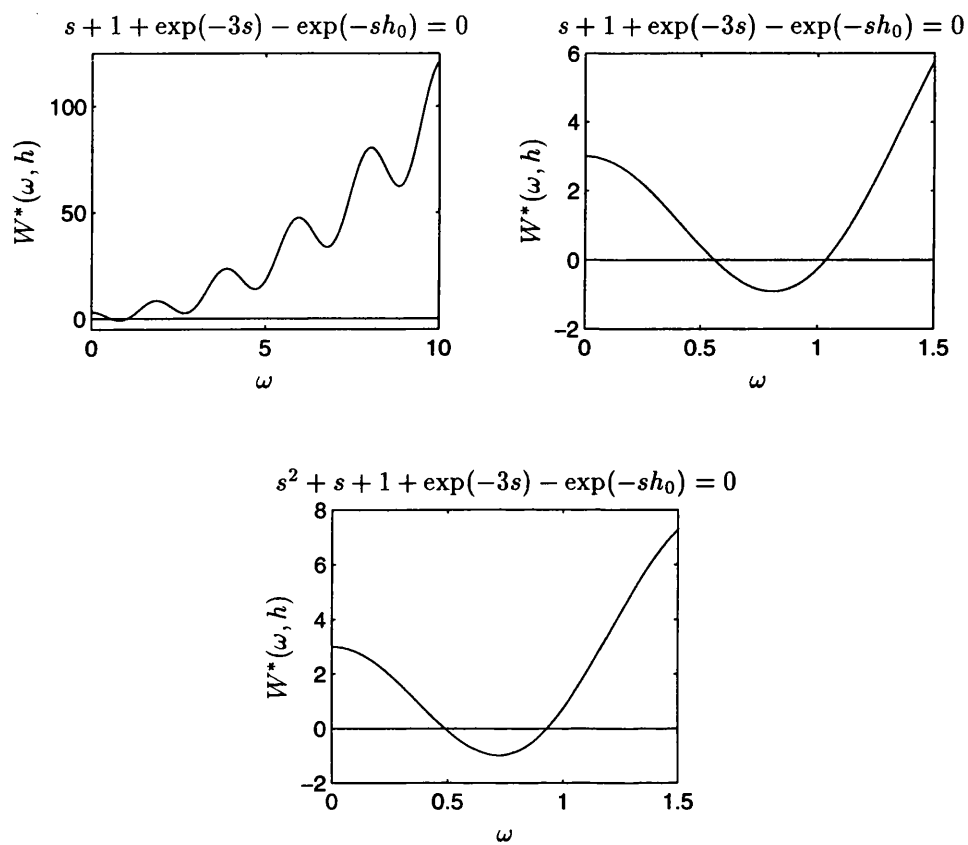 s + 1 + exp(−3s) − exp(−sh₀) = 0
W*(ω, h)
100
50
0
0 5 10
ω
s + 1 + exp(−3s) − exp(−sh₀) = 0
W*(ω, h)
6
4
2
0
−2
0 0.5 1 1.5
ω
s² + s + 1 + exp(−3s) − exp(−sh₀) = 0
W*(ω, h)
8
6
4
2
0
−2
0 0.5 1 1.5
ω